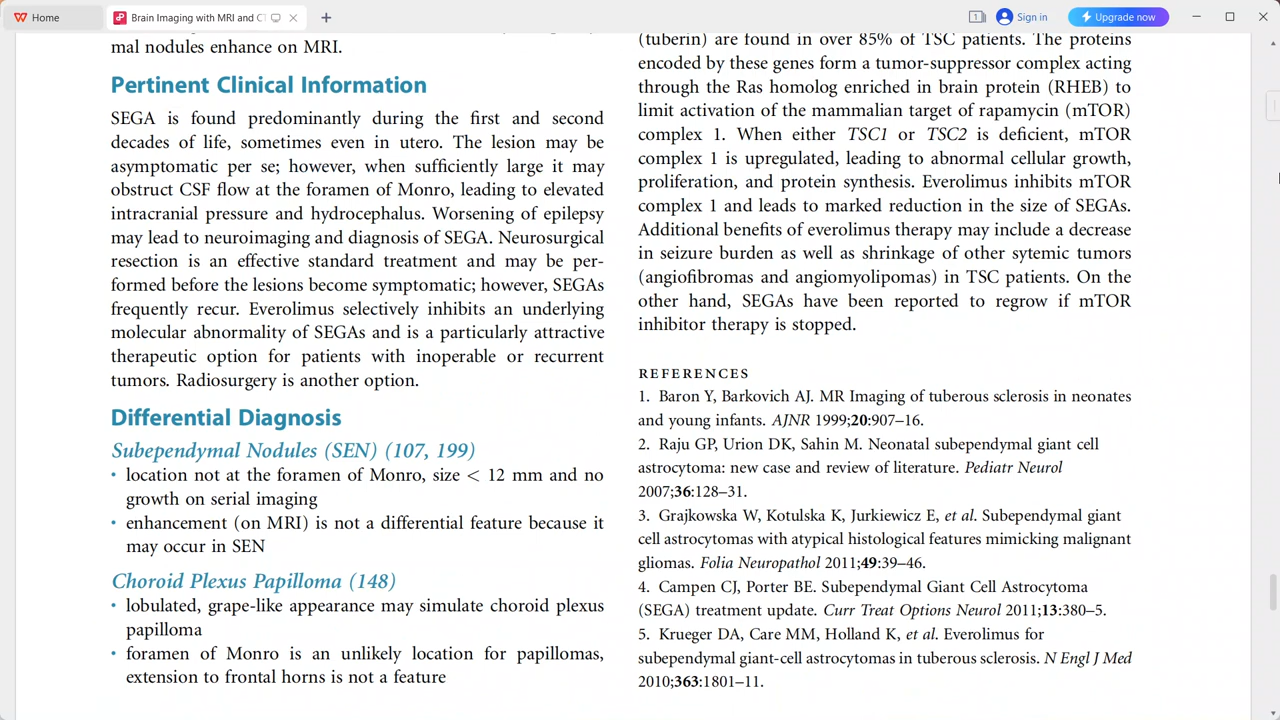 Home
Brain Imaging with MRI and C
1
Sign in
Upgrade now
mal nodules enhance on MRI.
Pertinent Clinical Information
SEGA is found predominantly during the first and second
decades of life, sometimes even in utero. The lesion may be
asymptomatic per se; however, when sufficiently large it may
obstruct CSF flow at the foramen of Monro, leading to elevated
intracranial pressure and hydrocephalus. Worsening of epilepsy
may lead to neuroimaging and diagnosis of SEGA. Neurosurgical
resection is an effective standard treatment and may be per-
formed before the lesions become symptomatic; however, SEGAs
frequently recur. Everolimus selectively inhibits an underlying
molecular abnormality of SEGAs and is a particularly attractive
therapeutic option for patients with inoperable or recurrent
tumors. Radiosurgery is another option.
Differential Diagnosis
Subependymal Nodules (SEN) (107, 199)
• location not at the foramen of Monro, size < 12 mm and no
growth on serial imaging
• enhancement (on MRI) is not a differential feature because it
may occur in SEN
Choroid Plexus Papilloma (148)
• lobulated, grape-like appearance may simulate choroid plexus
papilloma
• foramen of Monro is an unlikely location for papillomas,
extension to frontal horns is not a feature
(tuberin) are found in over 85% of TSC patients. The proteins
encoded by these genes form a tumor-suppressor complex acting
through the Ras homolog enriched in brain protein (RHEB) to
limit activation of the mammalian target of rapamycin (mTOR)
complex 1. When either TSC1 or TSC2 is deficient, mTOR
complex 1 is upregulated, leading to abnormal cellular growth,
proliferation, and protein synthesis. Everolimus inhibits mTOR
complex 1 and leads to marked reduction in the size of SEGAs.
Additional benefits of everolimus therapy may include a decrease
in seizure burden as well as shrinkage of other sytemic tumors
(angiofibromas and angiomyolipomas) in TSC patients. On the
other hand, SEGAs have been reported to regrow if mTOR
inhibitor therapy is stopped.
REFERENCES
1. Baron Y, Barkovich AJ. MR Imaging of tuberous sclerosis in neonates
and young infants. AJNR 1999;20:907–16.
2. Raju GP, Urion DK, Sahin M. Neonatal subependymal giant cell
astrocytoma: new case and review of literature. Pediatr Neurol
2007;36:128–31.
3. Grajkowska W, Kotulska K, Jurkiewicz E, et al. Subependymal giant
cell astrocytomas with atypical histological features mimicking malignant
gliomas. Folia Neuropathol 2011;49:39–46.
4. Campen CJ, Porter BE. Subependymal Giant Cell Astrocytoma
(SEGA) treatment update. Curr Treat Options Neurol 2011;13:380–5.
5. Krueger DA, Care MM, Holland K, et al. Everolimus for
subependymal giant-cell astrocytomas in tuberous sclerosis. N Engl J Med
2010;363:1801–11.